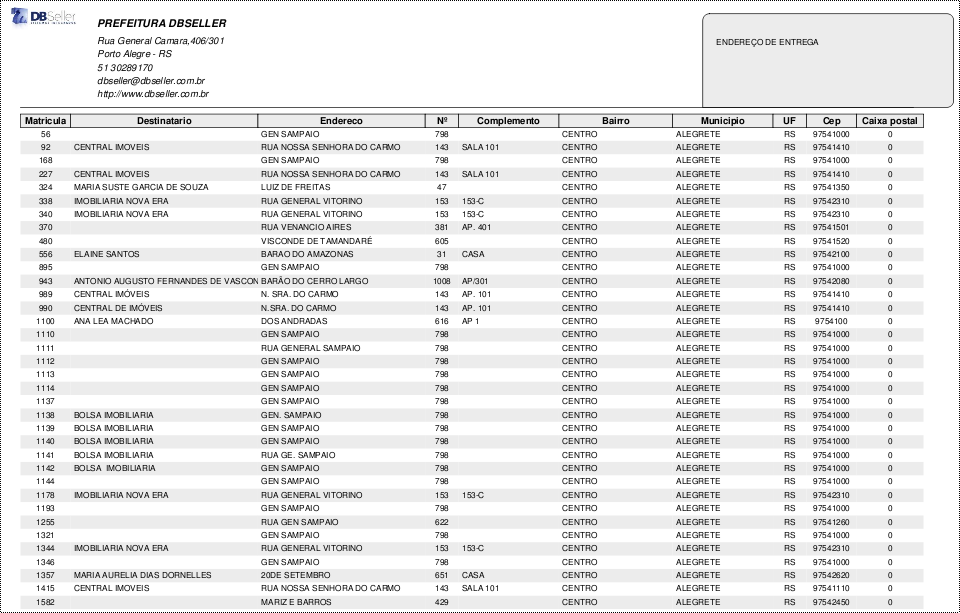 DBSeller
PREFEITURA DBSELLER
Rua General Camara,406/301
Porto Alegre - RS
51 30289170
dbseller@dbseller.com.br
http://www.dbseller.com.br
ENDEREÇO DE ENTREGA
Matricula Destinatario Endereco Nº Complemento Bairro Municipio UF Cep Caixa postal
56 GEN SAMPAIO 798 CENTRO ALEGRETE RS 97541000 0
92 CENTRAL IMOVEIS RUA NOSSA SENHORA DO CARMO 143 SALA 101 CENTRO ALEGRETE RS 97541410 0
168 GEN SAMPAIO 798 CENTRO ALEGRETE RS 97541000 0
227 CENTRAL IMOVEIS RUA NOSSA SENHORA DO CARMO 143 SALA 101 CENTRO ALEGRETE RS 97541410 0
324 MARIA SUSTE GARCIA DE SOUZA LUIZ DE FREITAS 47 CENTRO ALEGRETE RS 97541350 0
338 IMOBILIARIA NOVA ERA RUA GENERAL VITORINO 153 153-C CENTRO ALEGRETE RS 97542310 0
340 IMOBILIARIA NOVA ERA RUA GENERAL VITORINO 153 153-C CENTRO ALEGRETE RS 97542310 0
370 RUA VENANCIO AIRES 381 AP. 401 CENTRO ALEGRETE RS 97541501 0
480 VISCONDE DE TAMANDARÉ 605 CENTRO ALEGRETE RS 97541520 0
556 ELAINE SANTOS BARAO DO AMAZONAS 31 CASA CENTRO ALEGRETE RS 97542100 0
895 GEN SAMPAIO 798 CENTRO ALEGRETE RS 97541000 0
943 ANTONIO AUGUSTO FERNANDES DE VASCON BARÃO DO CERRO LARGO 1008 AP/301 CENTRO ALEGRETE RS 97542080 0
989 CENTRAL IMÓVEIS N. SRA. DO CARMO 143 AP. 101 CENTRO ALEGRETE RS 97541410 0
990 CENTRAL DE IMÓVEIS N.SRA. DO CARMO 143 AP. 101 CENTRO ALEGRETE RS 97541410 0
1100 ANA LEA MACHADO DOS ANDRADAS 616 AP 1 CENTRO ALEGRETE RS 9754100 0
1110 GEN SAMPAIO 798 CENTRO ALEGRETE RS 97541000 0
1111 RUA GENERAL SAMPAIO 798 CENTRO ALEGRETE RS 97541000 0
1112 GEN SAMPAIO 798 CENTRO ALEGRETE RS 97541000 0
1113 GEN SAMPAIO 798 CENTRO ALEGRETE RS 97541000 0
1114 GEN SAMPAIO 798 CENTRO ALEGRETE RS 97541000 0
1137 GEN SAMPAIO 798 CENTRO ALEGRETE RS 97541000 0
1138 BOLSA IMOBILIARIA GEN. SAMPAIO 798 CENTRO ALEGRETE RS 97541000 0
1139 BOLSA IMOBILIARIA GEN SAMPAIO 798 CENTRO ALEGRETE RS 97541000 0
1140 BOLSA IMOBILIARIA GEN SAMPAIO 798 CENTRO ALEGRETE RS 97541000 0
1141 BOLSA IMOBILIARIA RUA GE. SAMPAIO 798 CENTRO ALEGRETE RS 97541000 0
1142 BOLSA IMOBILIARIA GEN SAMPAIO 798 CENTRO ALEGRETE RS 97541000 0
1144 GEN SAMPAIO 798 CENTRO ALEGRETE RS 97541000 0
1178 IMOBILIARIA NOVA ERA RUA GENERAL VITORINO 153 153-C CENTRO ALEGRETE RS 97542310 0
1193 GEN SAMPAIO 798 CENTRO ALEGRETE RS 97541000 0
1255 RUA GEN SAMPAIO 622 CENTRO ALEGRETE RS 97541260 0
1321 GEN SAMPAIO 798 CENTRO ALEGRETE RS 97541000 0
1344 IMOBILIARIA NOVA ERA RUA GENERAL VITORINO 153 153-C CENTRO ALEGRETE RS 97542310 0
1346 GEN SAMPAIO 798 CENTRO ALEGRETE RS 97541000 0
1357 MARIA AURELIA DIAS DORNELLES 20DE SETEMBRO 651 CASA CENTRO ALEGRETE RS 97542620 0
1415 CENTRAL IMOVEIS RUA NOSSA SENHORA DO CARMO 143 SALA 101 CENTRO ALEGRETE RS 97541110 0
1582 MARIZ E BARROS 429 CENTRO ALEGRETE RS 97542450 0